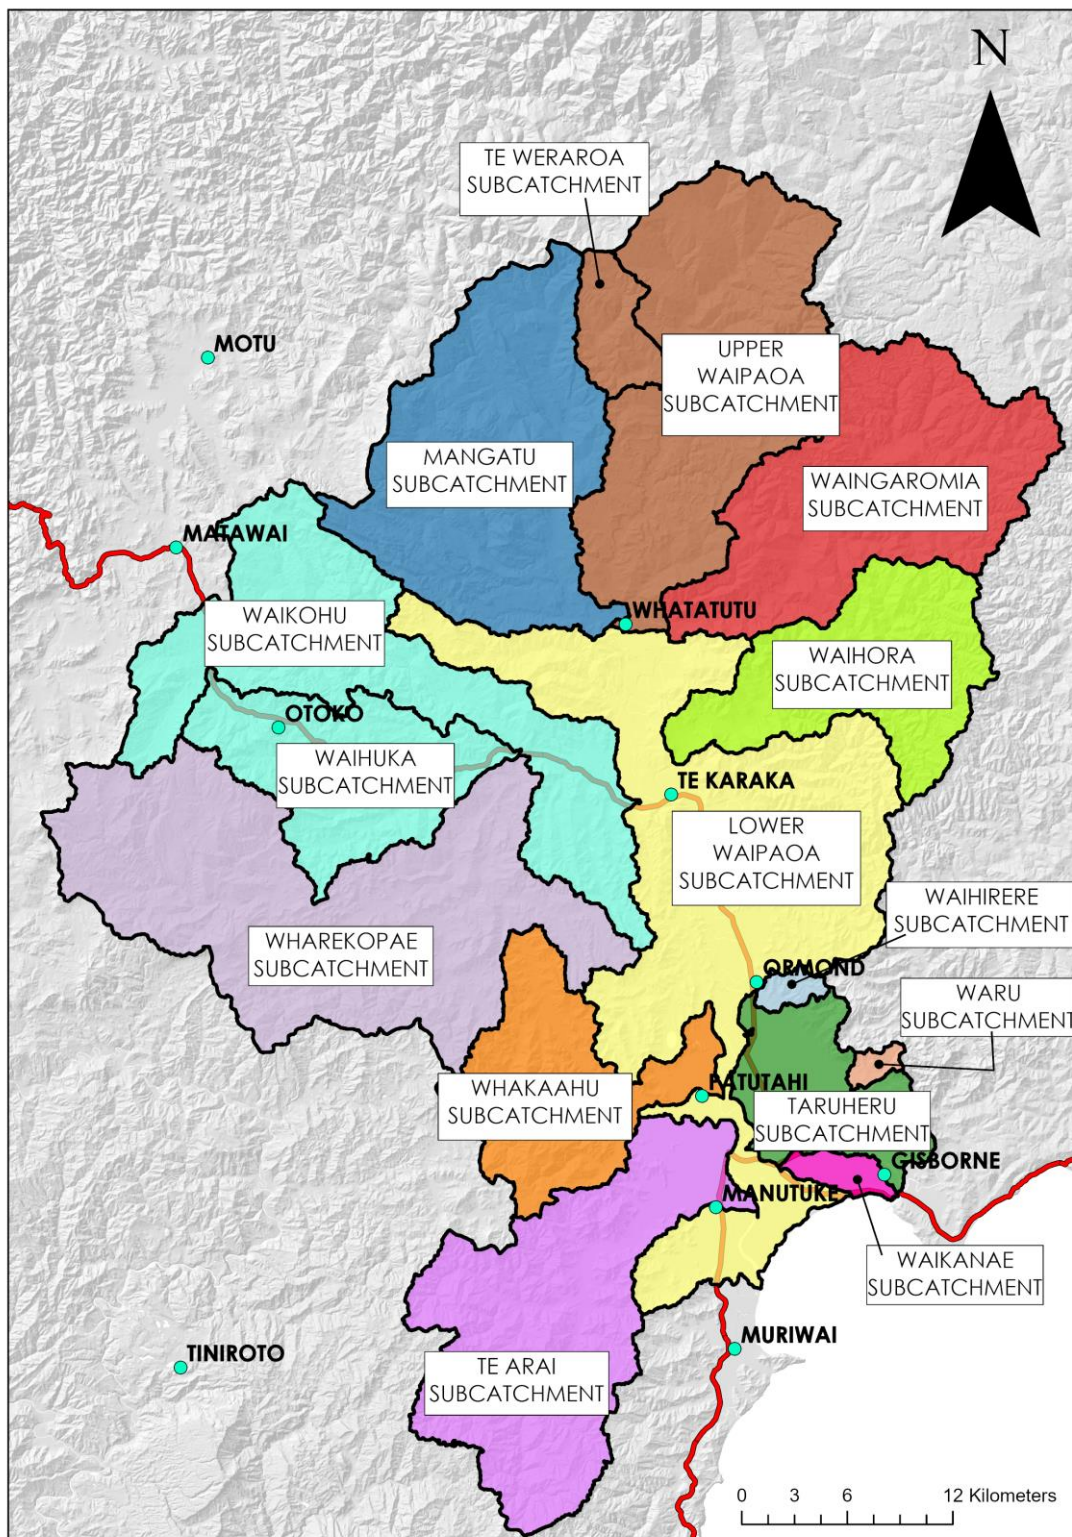 N
TE WERAROA
SUBCATCHMENT
MOTU
UPPER
WAIPAOA
SUBCATCHMENT
MANGATU
SUBCATCHMENT
WAINGAROMIA
SUBCATCHMENT
MATAWAI
WHATATUTU
WAIKOHU
SUBCATCHMENT
WAIHORA
SUBCATCHMENT
OTOKO
WAIHUKA
SUBCATCHMENT
TE KARAKA
LOWER
WAIPAOA
SUBCATCHMENT
WAIHIRERE
SUBCATCHMENT
WHAREKOPAE
SUBCATCHMENT
ORMOND
WARU
SUBCATCHMENT
WHAKAAHU
SUBCATCHMENT
PATUTAHI
TARUHERU
SUBCATCHMENT
GISBORNE
MANUTUKE
WAIKANAE
SUBCATCHMENT
MURIWAI
TINIROTO
TE ARAI
SUBCATCHMENT
0 3 6 12 Kilometers